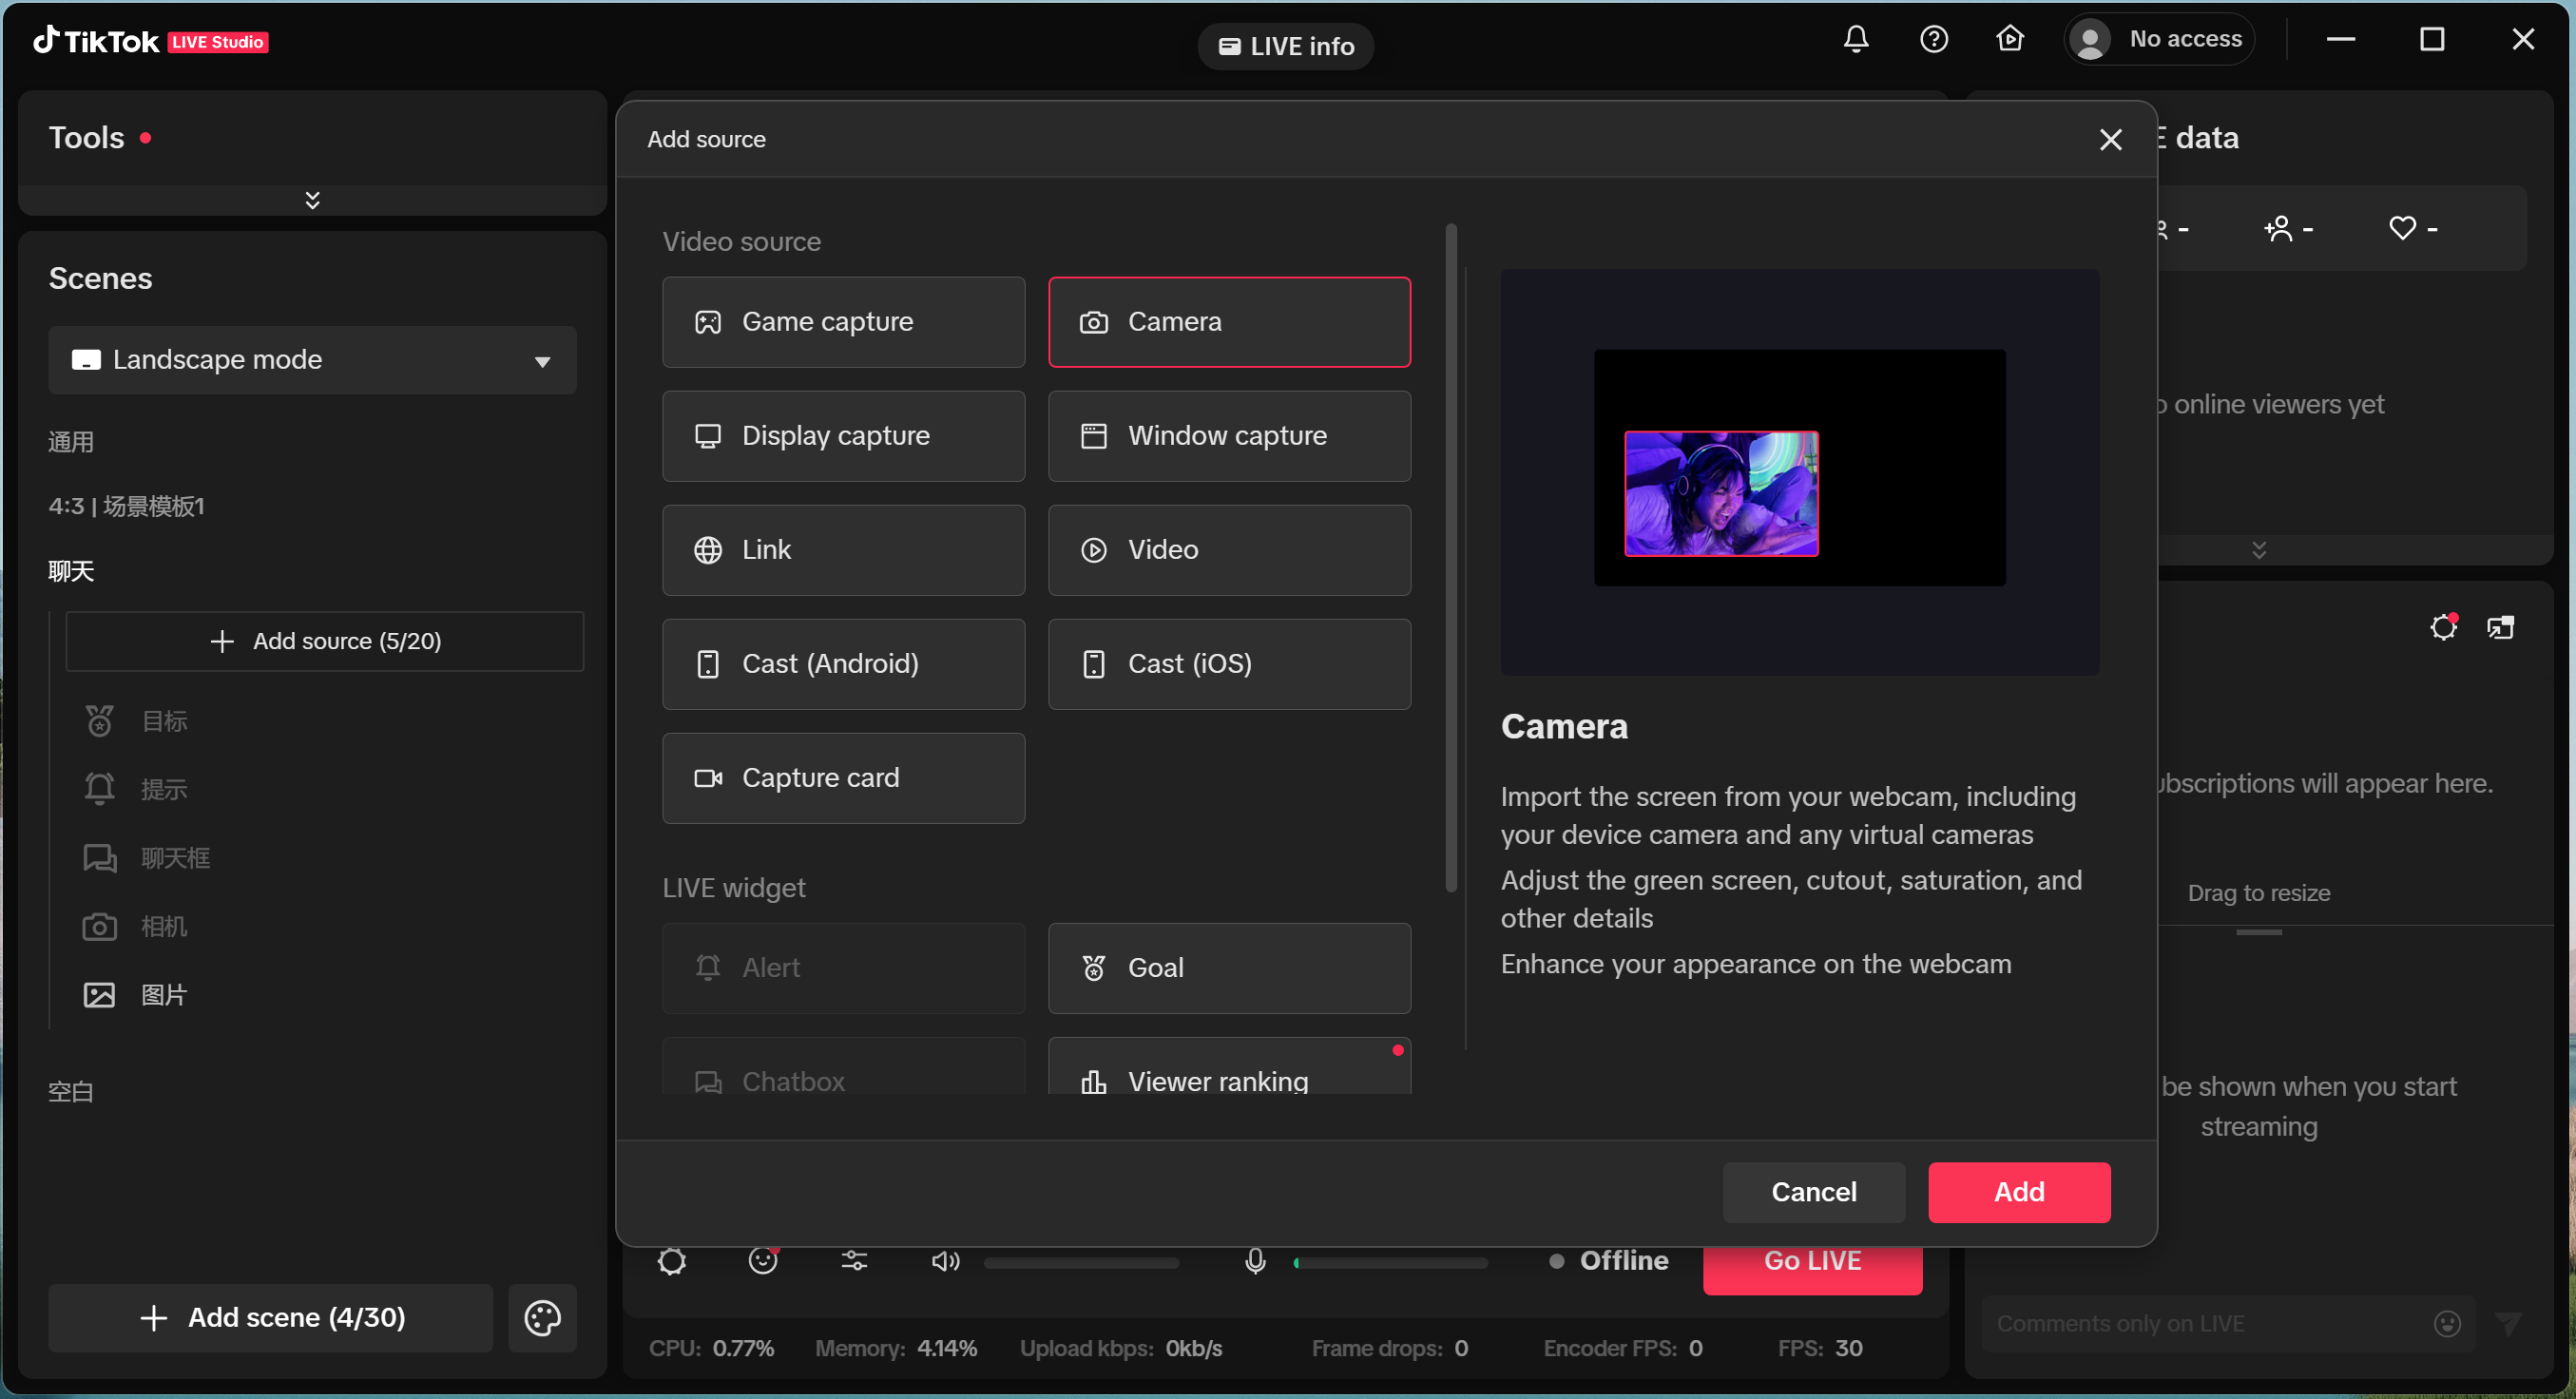 TikTok LIVE Studio
LIVE info
No access
Tools
Scenes
Landscape mode
通用
4:3 | 场景模板1
聊天
Add source (5/20)
目标
提示
聊天框
相机
图片
空白
Add scene (4/30)
Add source
Video source
Game capture
Camera
Display capture
Window capture
Link
Video
Cast (Android)
Cast (iOS)
Capture card
LIVE widget
Alert
Goal
Chatbox
Viewer ranking
Camera
Import the screen from your webcam, including
your device camera and any virtual cameras
Adjust the green screen, cutout, saturation, and
other details
Enhance your appearance on the webcam
Cancel
Add
Offline
Go LIVE
CPU: 0.77%
Memory: 4.14%
Upload kbps: 0kb/s
Frame drops: 0
Encoder FPS: 0
FPS: 30
data
-
-
-
online viewers yet
will appear here.
Drag to resize
be shown when you start
streaming
Comments only on LIVE